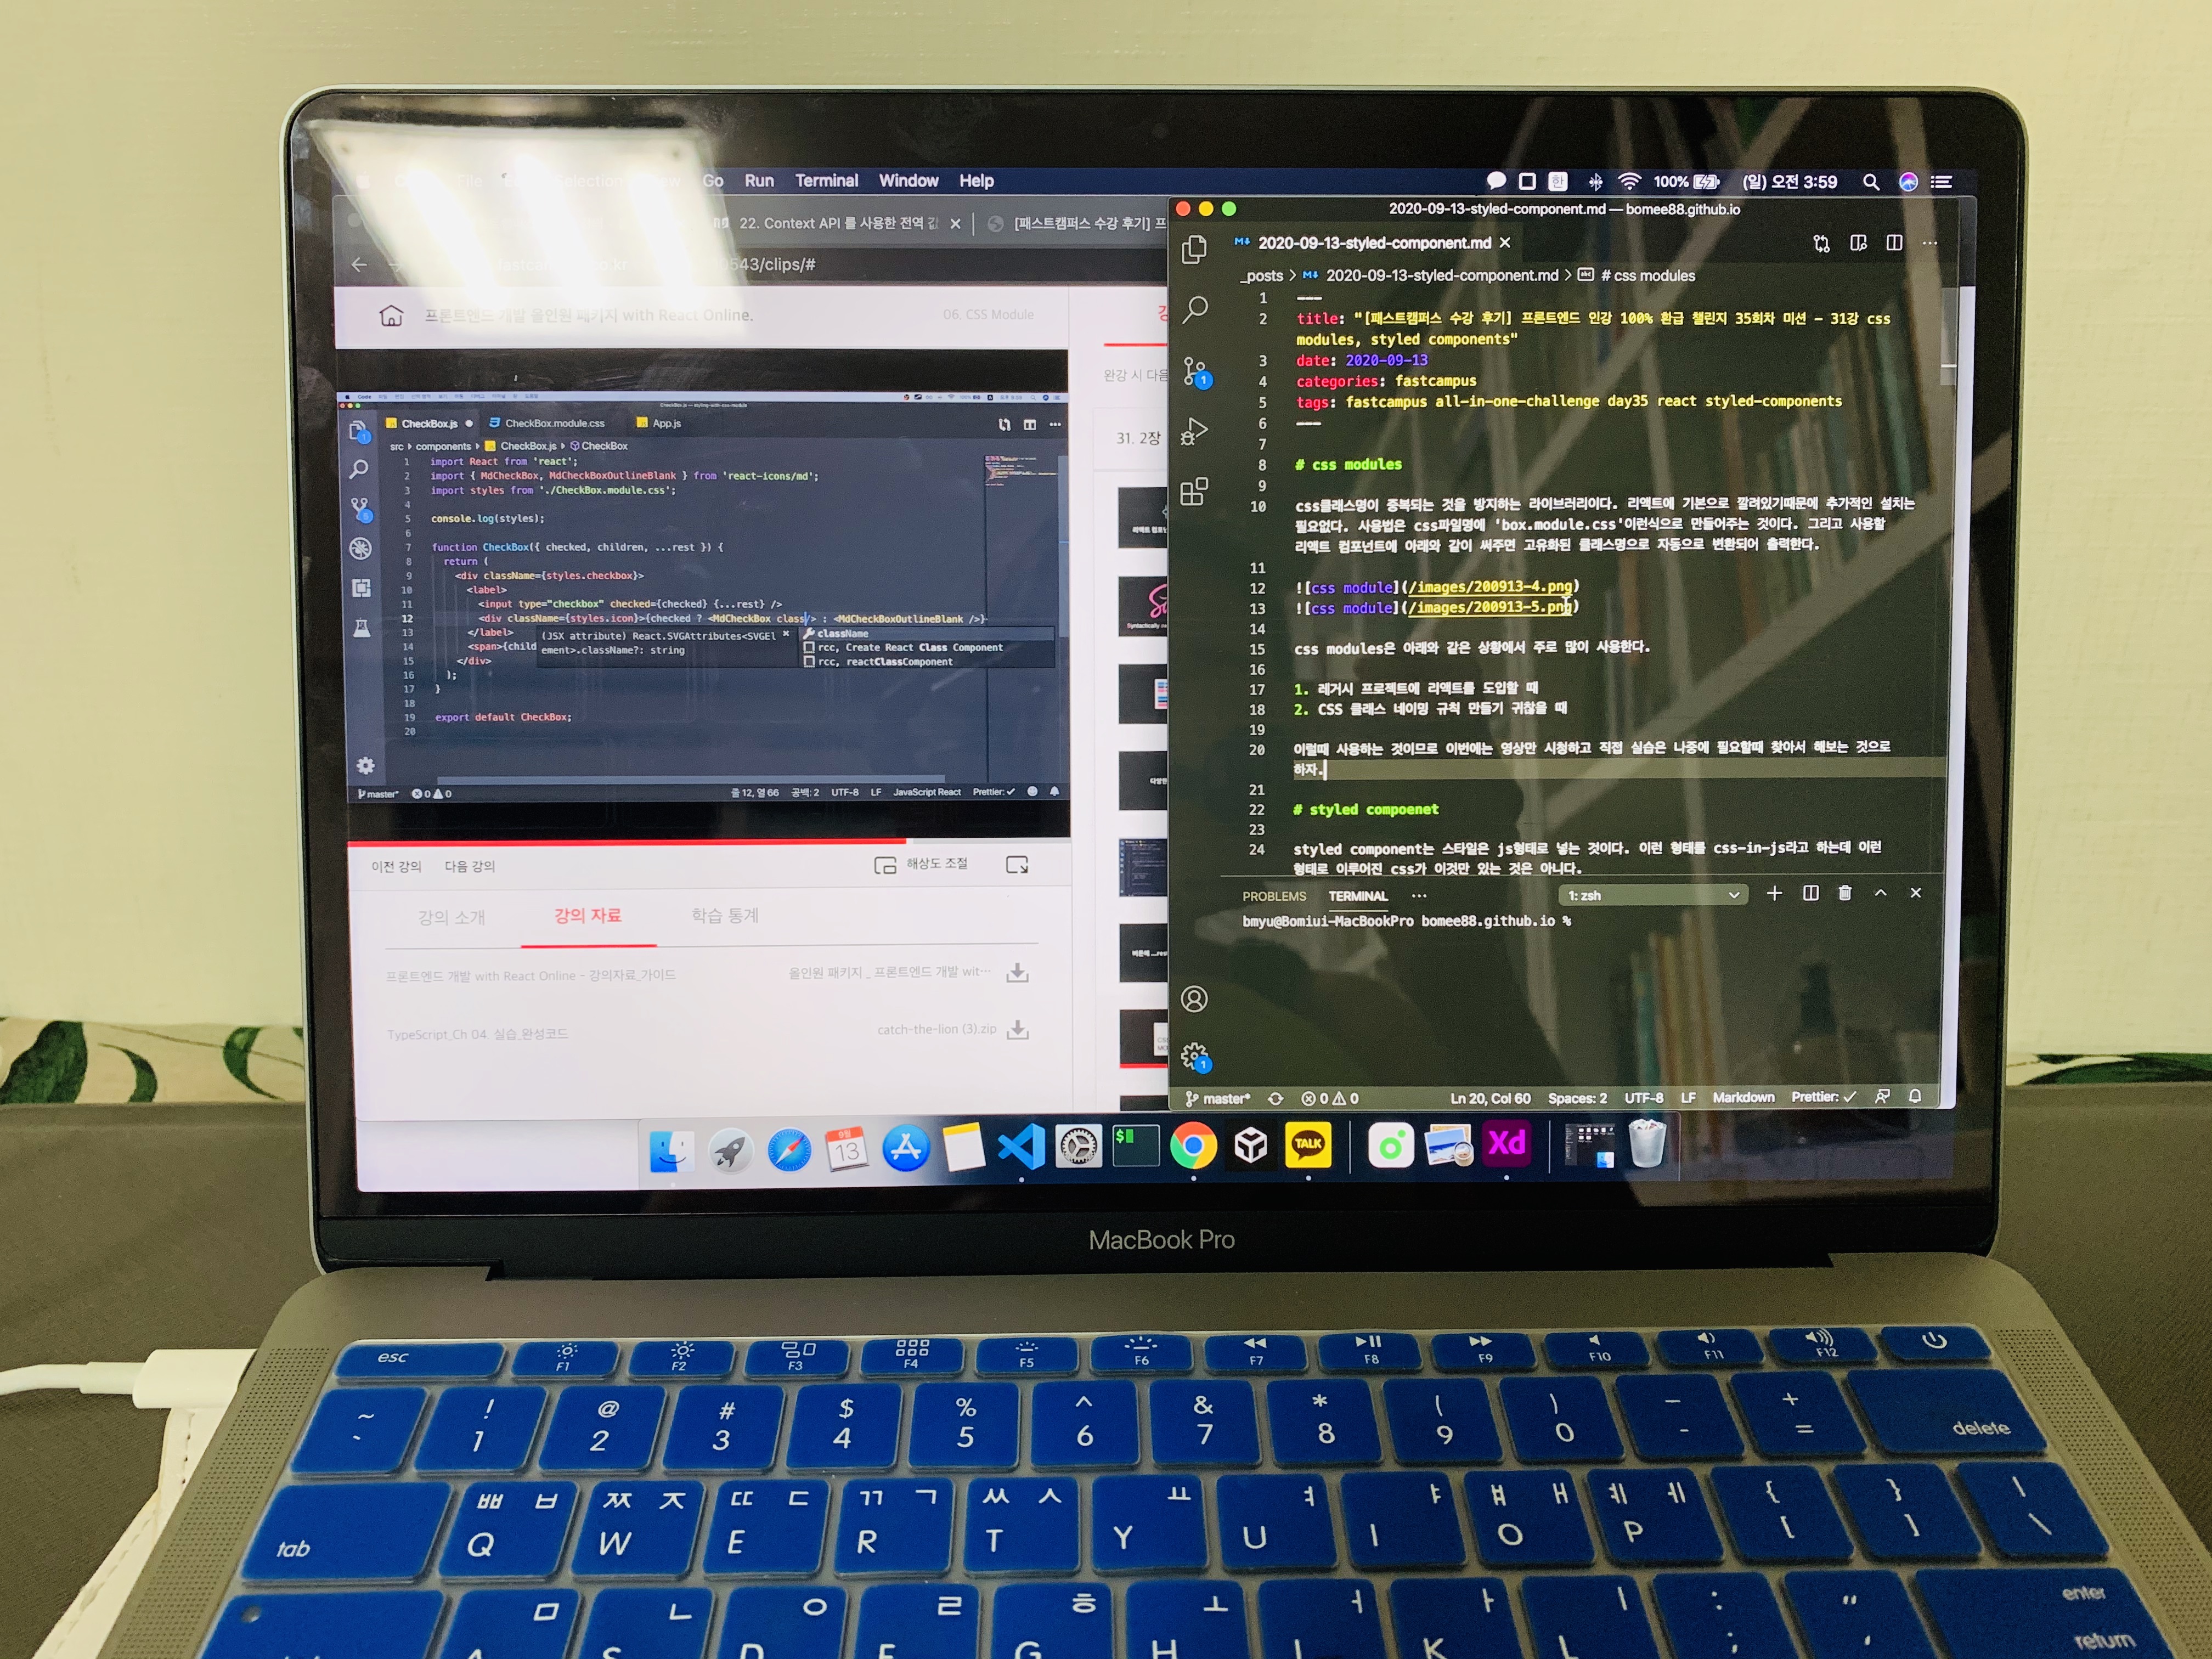 Go Run Terminal Window Help
한 100% (일) 오전 3:59
22. Context API 를 사용한 전역 값 ×
[패스트캠퍼스 수강 후기] 프
543/clips/#
프론트엔드 개발 올인원 패키지 with React Online.
06. CSS Module
완강 시 다음
31. 2장
CheckBox.js
CheckBox.module.css
App.js
src components CheckBox.js CheckBox
1 import React from 'react';
2 import { MdCheckBox, MdCheckBoxOutlineBlank } from 'react-icons/md';
3 import styles from './CheckBox.module.css';
4
5 console.log(styles);
6
7 function CheckBox({ checked, children, ...rest }) {
8 return (
9 <div className={styles.checkbox}>
10 <label>
11 <input type="checkbox" checked={checked} {...rest} />
12 <div className={styles.icon}>{checked ? <MdCheckBox class/> : <MdCheckBoxOutlineBlank />}
13 </label>
14 <span>{child
15 </div>
16 );
17 }
18
19 export default CheckBox;
20
(JSX attribute) React.SVGAttributes<SVGEl
ement>.className?: string
className
rcc, Create React Class Component
rcc, reactClassComponent
master* 0 0 줄 12, 열 66 공백: 2 UTF-8 LF JavaScript React Prettier: ✓
이전 강의 다음 강의 해상도 조절
강의 소개 강의 자료 학습 통계
프론트엔드 개발 with React Online - 강의자료_가이드 올인원 패키지 _ 프론트엔드 개발 wit…
TypeScript_Ch 04. 실습_완성코드 catch-the-lion (3).zip
2020-09-13-styled-component.md — bomee88.github.io
2020-09-13-styled-component.md ×
_posts > 2020-09-13-styled-component.md > # css modules
1 ---
2 title: "[패스트캠퍼스 수강 후기] 프론트엔드 인강 100% 환급 챌린지 35회차 미션 - 31강 css
modules, styled components"
3 date: 2020-09-13
4 categories: fastcampus
5 tags: fastcampus all-in-one-challenge day35 react styled-components
6 ---
7
8 # css modules
9
10 css클래스명이 중복되는 것을 방지하는 라이브러리이다. 리액트에 기본으로 깔려있기때문에 추가적인 설치는
필요없다. 사용법은 css파일명에 'box.module.css'이런식으로 만들어주는 것이다. 그리고 사용할
리액트 컴포넌트에 아래와 같이 써주면 고유화된 클래스명으로 자동으로 변환되어 출력한다.
11
12 ![css module](/images/200913-4.png)
13 ![css module](/images/200913-5.png)
14
15 css modules은 아래와 같은 상황에서 주로 많이 사용한다.
16
17 1. 레거시 프로젝트에 리액트를 도입할 때
18 2. CSS 클래스 네이밍 규칙 만들기 귀찮을 때
19
20 이럴때 사용하는 것이므로 이번에는 영상만 시청하고 직접 실습은 나중에 필요할때 찾아서 해보는 것으로
하자.
21
22 # styled compoenet
23
24 styled component는 스타일은 js형태로 넣는 것이다. 이런 형태를 css-in-js라고 하는데 이런
형태로 이루어진 css가 이것만 있는 것은 아니다.
PROBLEMS TERMINAL ··· 1: zsh
bmyu@Bomiui-MacBookPro bomee88.github.io %
master* 0 0 Ln 20, Col 60 Spaces: 2 UTF-8 LF Markdown Prettier: ✓
9월
13
TALK
Xd
MacBook Pro
esc F1 F2 F3 F4 F5 F6 F7 F8 F9 F10 F11 F12
~ ! @ # $ % ^ & * ( ) — +
` 1 2 3 4 5 6 7 8 9 0 - = delete
ㅃ ㅂ ㅉ ㅈ ㄸ ㄷ ㄲ ㄱ ㅆ ㅅ ㅛ ㅕ ㅑ ㅒ ㅐ ㅖ ㅔ { } |
tab Q W E R T Y U I O P [ ] \
ㅁ ㄴ ㅇ ㄹ ㅎ ㅗ ㅓ ㅏ ㅣ : " enter
A S D F G H K L ; ' return